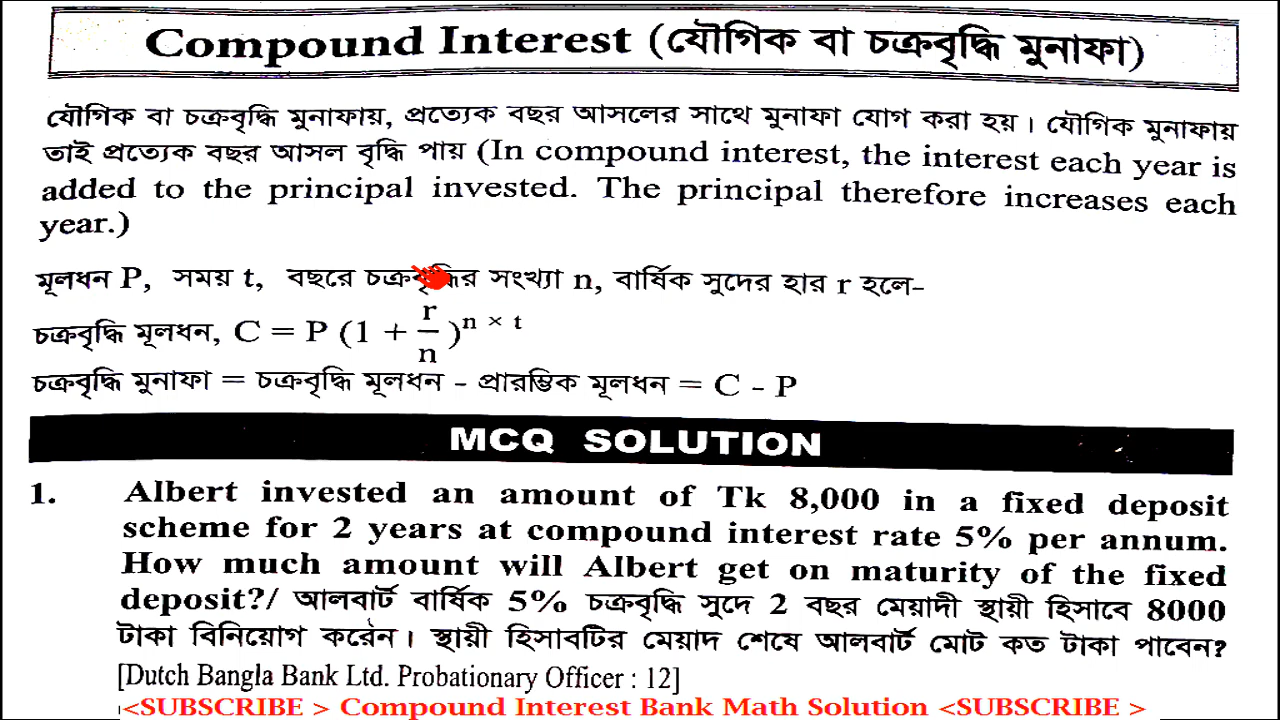 Compound Interest (যৌগিক বা চক্রবৃদ্ধি মুনাফা)
যৌগিক বা চক্রবৃদ্ধি মুনাফায়, প্রত্যেক বছর আসলের সাথে মুনাফা যোগ করা হয়। যৌগিক মুনাফায়
তাই প্রত্যেক বছর আসল বৃদ্ধি পায় (In compound interest, the interest each year is
added to the principal invested. The principal therefore increases each
year.)
মূলধন P, সময় t, বছরে চক্রবৃদ্ধির সংখ্যা n, বার্ষিক সুদের হার r হলে-
চক্রবৃদ্ধি মূলধন, C = P (1 + r/n)^(n × t)
চক্রবৃদ্ধি মুনাফা = চক্রবৃদ্ধি মূলধন - প্রারম্ভিক মূলধন = C - P
MCQ SOLUTION
1. Albert invested an amount of Tk 8,000 in a fixed deposit
scheme for 2 years at compound interest rate 5% per annum.
How much amount will Albert get on maturity of the fixed
deposit?/ আলবার্ট বার্ষিক 5% চক্রবৃদ্ধি সুদে 2 বছর মেয়াদী স্থায়ী হিসাবে 8000
টাকা বিনিয়োগ করেন। স্থায়ী হিসাবটির মেয়াদ শেষে আলবার্ট মোট কত টাকা পাবেন?
[Dutch Bangla Bank Ltd. Probationary Officer : 12]
<SUBSCRIBE > Compound Interest Bank Math Solution <SUBSCRIBE >